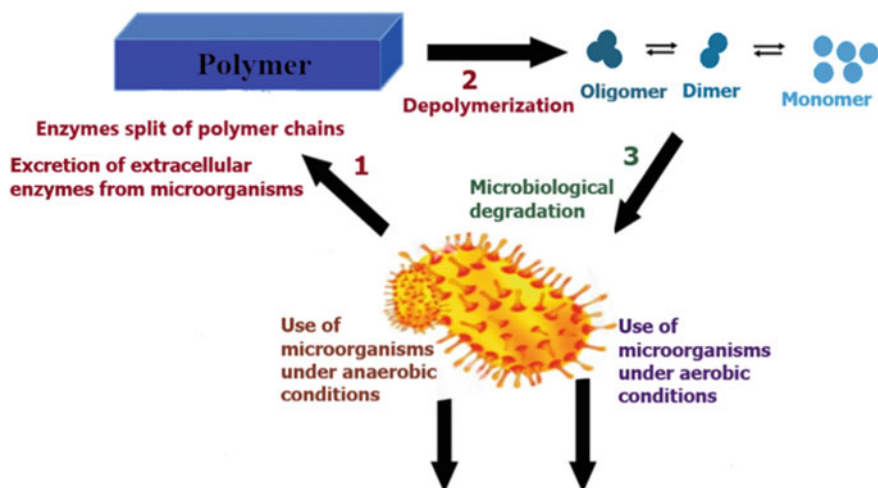 Polymer
2
Depolymerization
Oligomer
Dimer
Monomer
Enzymes split of polymer chains
Excretion of extracellular
enzymes from microorganisms
1
3
Microbiological
degradation
Use of
microorganisms
under anaerobic
conditions
Use of
microorganisms
under aerobic
conditions